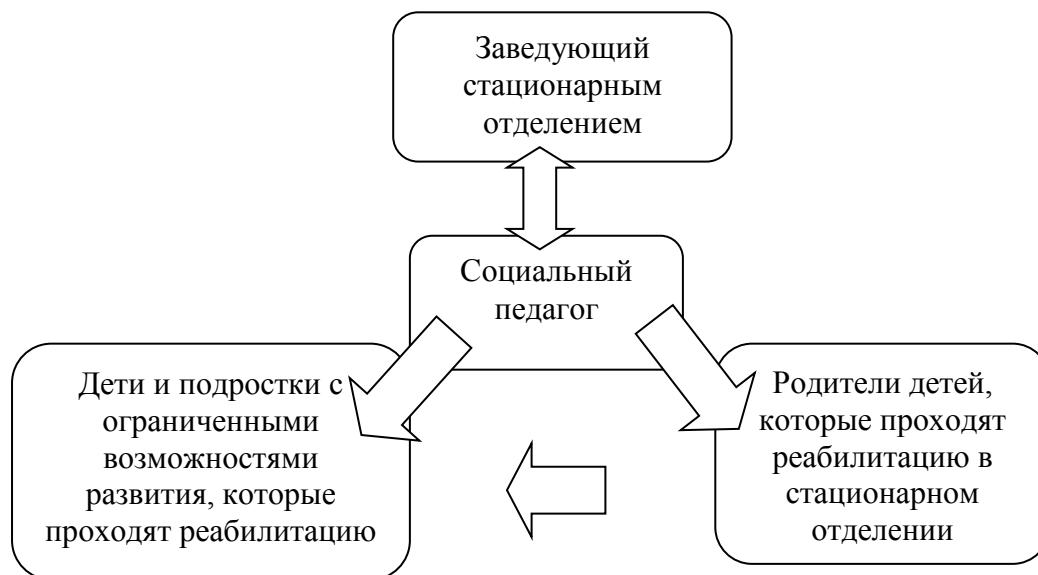 Заведующий
стационарным
отделением
Социальный
педагог
Дети и подростки с
ограниченными
возможностями
развития, которые
проходят реабилитацию
Родители детей,
которые проходят
реабилитацию в
стационарном
отделении